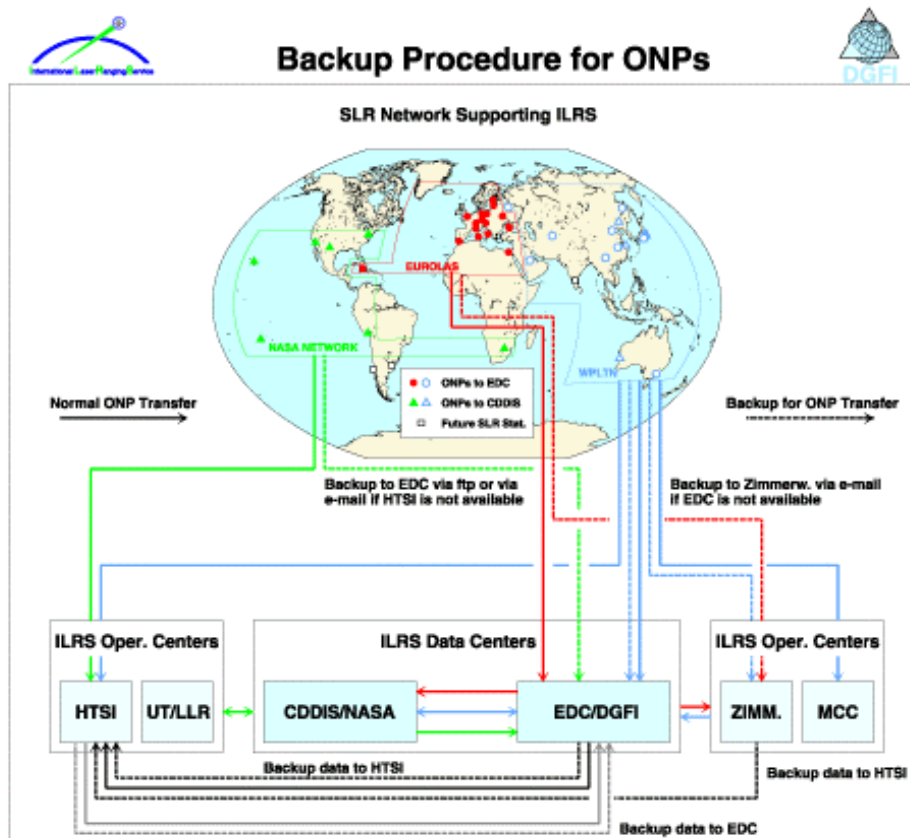 International Laser Ranging Service
Backup Procedure for ONPs
DGFI
SLR Network Supporting ILRS
EUROLAS
NASA NETWORK
WPLTN
ONPs to EDC
ONPs to CDDIS
Future SLR Stat.
Normal ONP Transfer
Backup for ONP Transfer
Backup to EDC via ftp or via
e-mail if HTSI is not available
Backup to Zimmerw. via e-mail
if EDC is not available
ILRS Oper. Centers
ILRS Data Centers
ILRS Oper. Centers
HTSI
UT/LLR
CDDIS/NASA
EDC/DGFI
ZIMM.
MCC
Backup data to HTSI
Backup data to HTSI
Backup data to EDC